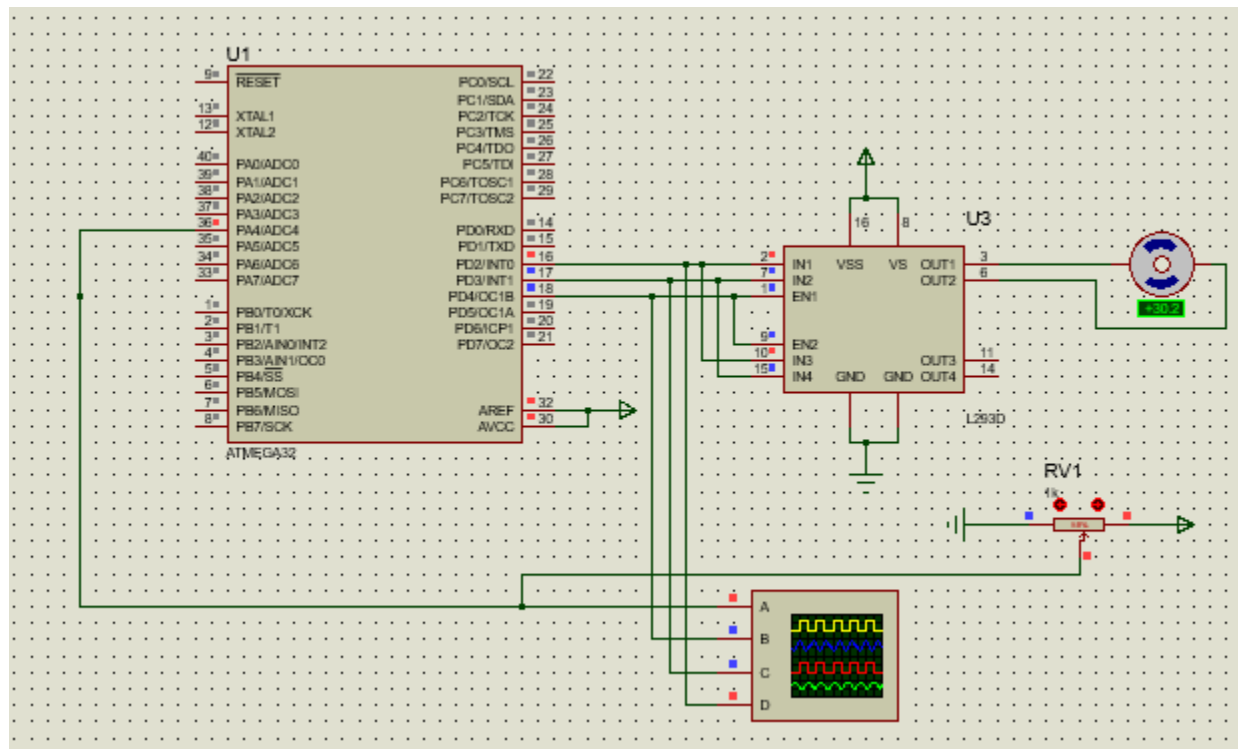 U1
9 RESET
13 XTAL1
12 XTAL2
40 PA0/ADC0
39 PA1/ADC1
38 PA2/ADC2
37 PA3/ADC3
36 PA4/ADC4
35 PA5/ADC5
34 PA6/ADC6
33 PA7/ADC7
1 PB0/T0/XCK
2 PB1/T1
3 PB2/AIN0/INT2
4 PB3/AIN1/OC0
5 PB4/SS
6 PB5/MOSI
7 PB6/MISO
8 PB7/SCK
PC0/SCL 22
PC1/SDA 23
PC2/TCK 24
PC3/TMS 25
PC4/TDO 26
PC5/TDI 27
PC6/TOSC1 28
PC7/TOSC2 29
PD0/RXD 14
PD1/TXD 15
PD2/INT0 16
PD3/INT1 17
PD4/OC1B 18
PD5/OC1A 19
PD6/ICP1 20
PD7/OC2 21
AREF 32
AVCC 30
ATMEGA32
U3
16 8
VSS VS
2 IN1
7 IN2
1 EN1
9 EN2
10 IN3
15 IN4
OUT1 3
OUT2 6
OUT3 11
OUT4 14
GND GND
L293D
+30.2
RV1
1k
A
B
C
D